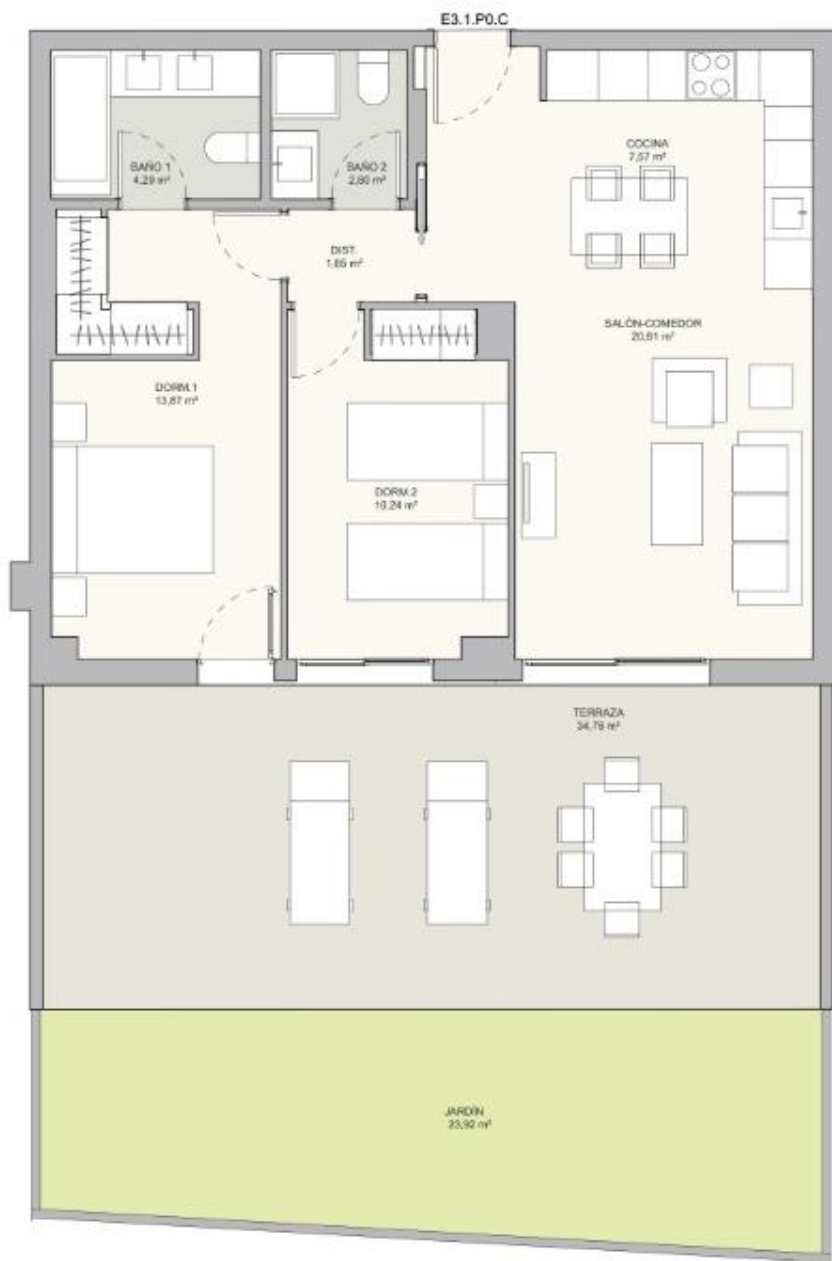 E3.1.P0.C
BAÑO 1
4,29 m²
BAÑO 2
2,80 m²
COCINA
7,57 m²
DIST.
1,85 m²
SALÓN-COMEDOR
20,61 m²
DORM.1
13,87 m²
DORM.2
10,24 m²
TERRAZA
34,76 m²
JARDÍN
23,92 m²